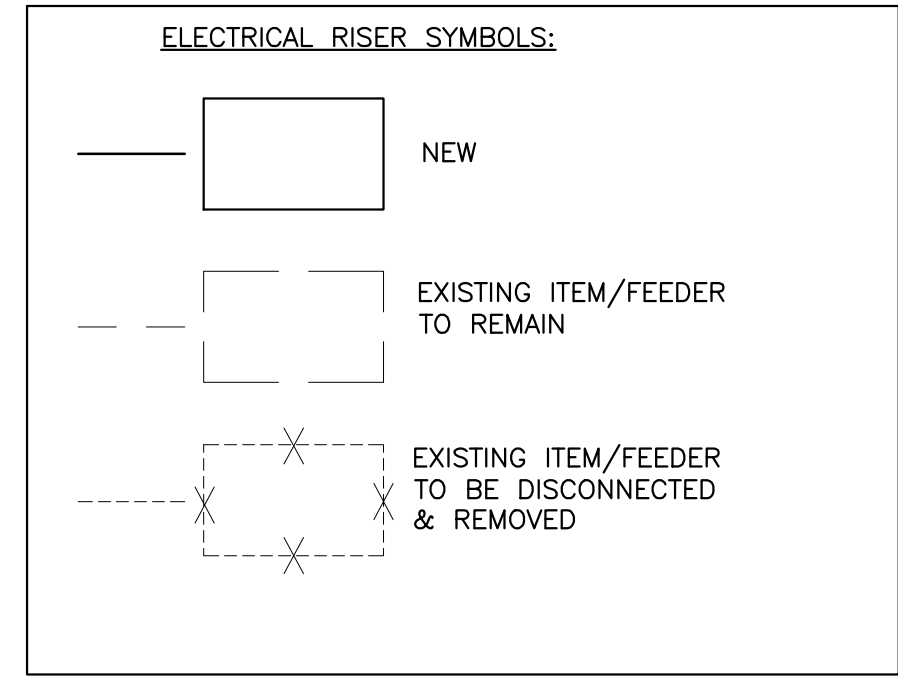 ELECTRICAL RISER SYMBOLS:
NEW
EXISTING ITEM/FEEDER
TO REMAIN
EXISTING ITEM/FEEDER
TO BE DISCONNECTED
& REMOVED